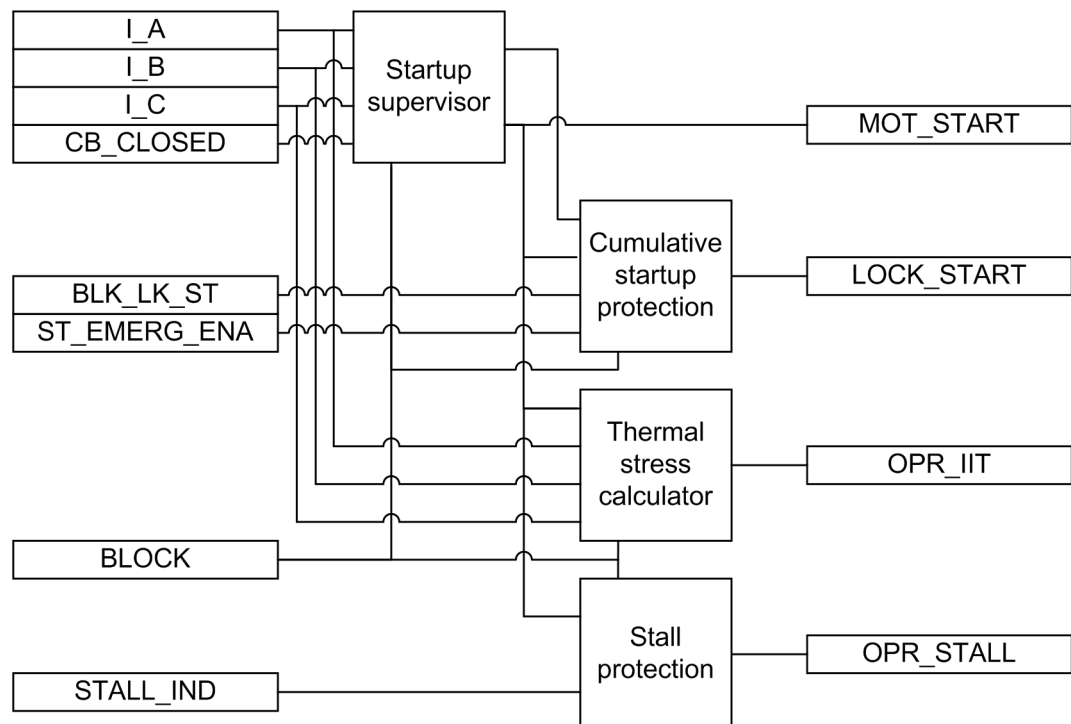 I_A
I_B
I_C
CB_CLOSED
Startup
supervisor
MOT_START
BLK_LK_ST
ST_EMERG_ENA
Cumulative
startup
protection
LOCK_START
Thermal
stress
calculator
OPR_IIT
BLOCK
STALL_IND
Stall
protection
OPR_STALL